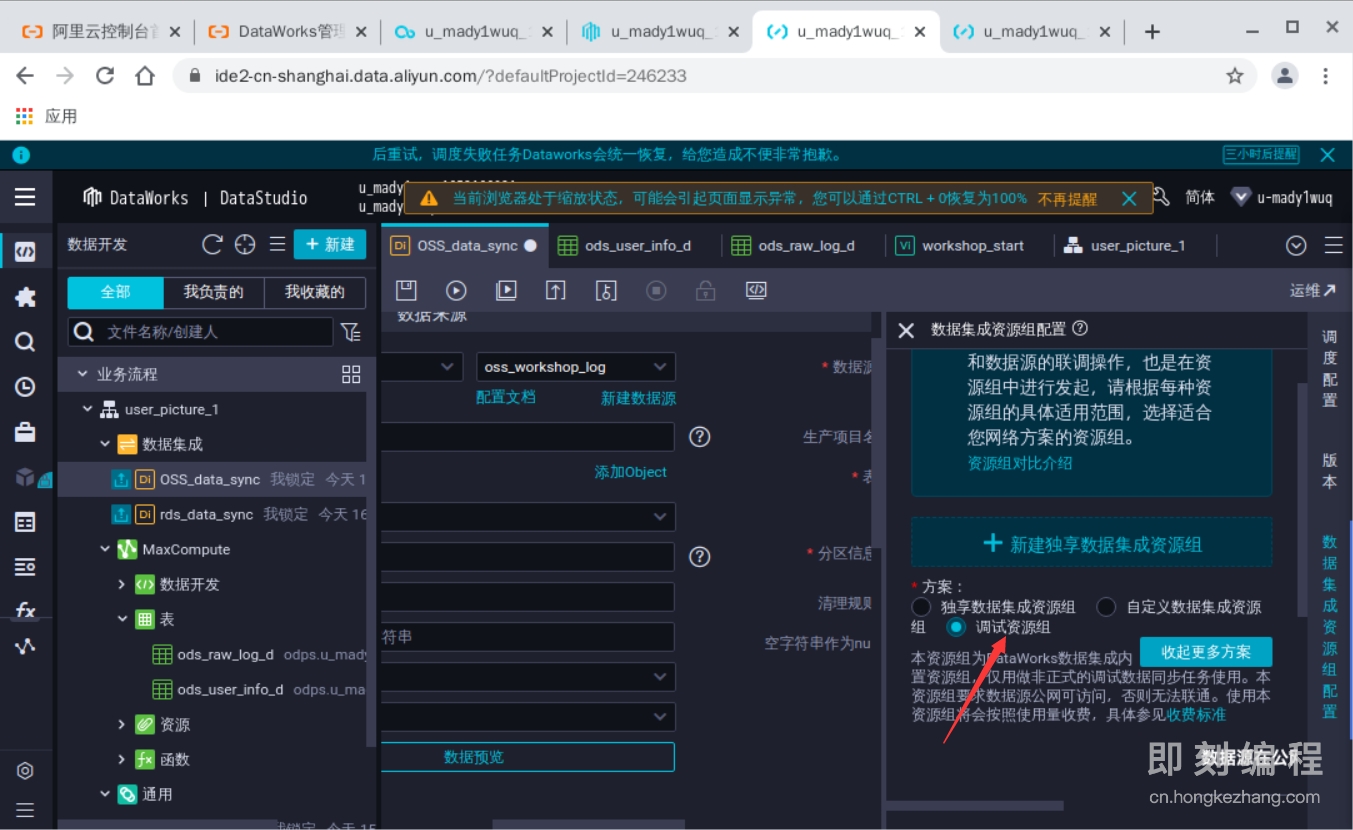 阿里云控制台
DataWorks管理
u_mady1wuq_
u_mady1wuq_
u_mady1wuq_
u_mady1wuq_
ide2-cn-shanghai.data.aliyun.com/?defaultProjectId=246233
应用
后重试，调度失败任务Dataworks会统一恢复，给您造成不便非常抱歉。
三小时后提醒
DataWorks | DataStudio
u_mady
u_mady
当前浏览器处于缩放状态，可能会引起页面显示异常，您可以通过CTRL + 0恢复为100% 不再提醒
简体
u-mady1wuq
数据开发
+ 新建
Di OSS_data_sync
ods_user_info_d
ods_raw_log_d
VI workshop_start
user_picture_1
全部
我负责的
我收藏的
运维
文件名称/创建人
业务流程
user_picture_1
数据集成
Di OSS_data_sync 我锁定 今天 1
Di rds_data_sync 我锁定 今天 16
MaxCompute
数据开发
表
ods_raw_log_d odps.u_mady
ods_user_info_d odps.u_ma
资源
fx 函数
通用
我锁定 今天 15
fx
数据来源
oss_workshop_log
* 数据源
配置文档
新建数据源
生产项目名
添加Object
* 表
* 分区信息
清理规则
符串
空字符串作为nu
数据预览
数据集成资源组配置
和数据源的联调操作，也是在资
源组中进行发起，请根据每种资
源组的具体适用范围，选择适合
您网络方案的资源组。
资源组对比介绍
+ 新建独享数据集成资源组
* 方案：
独享数据集成资源组
自定义数据集成资源
组
调试资源组
收起更多方案
本资源组为DataWorks数据集成内
置资源组，仅用做非正式的调试数据同步任务使用。本
资源组要求数据源公网可访问，否则无法联通。使用本
资源组将会按照使用量收费，具体参见收费标准
数据源在公网
调度配置
版本
数据集成资源组配置
即刻编程
cn.hongkezhang.com